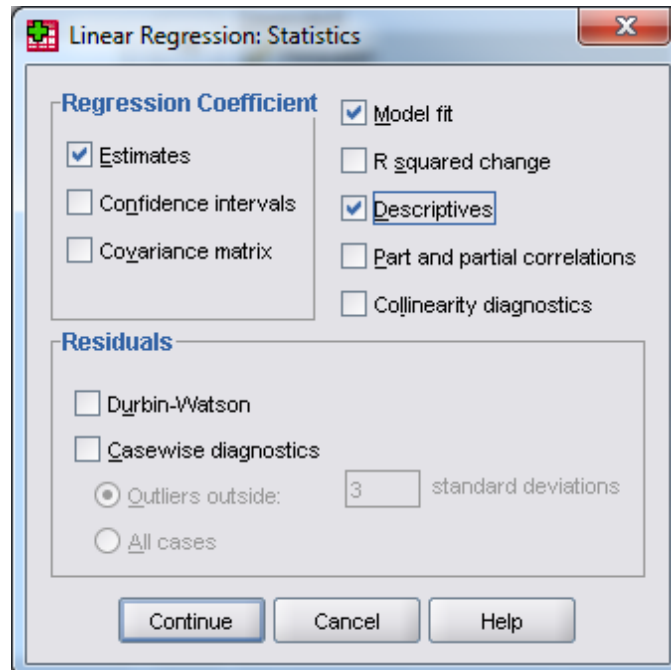 Linear Regression: Statistics
Regression Coefficient
Estimates
Confidence intervals
Covariance matrix
Model fit
R squared change
Descriptives
Part and partial correlations
Collinearity diagnostics
Residuals
Durbin-Watson
Casewise diagnostics
Outliers outside: 3 standard deviations
All cases
Continue Cancel Help